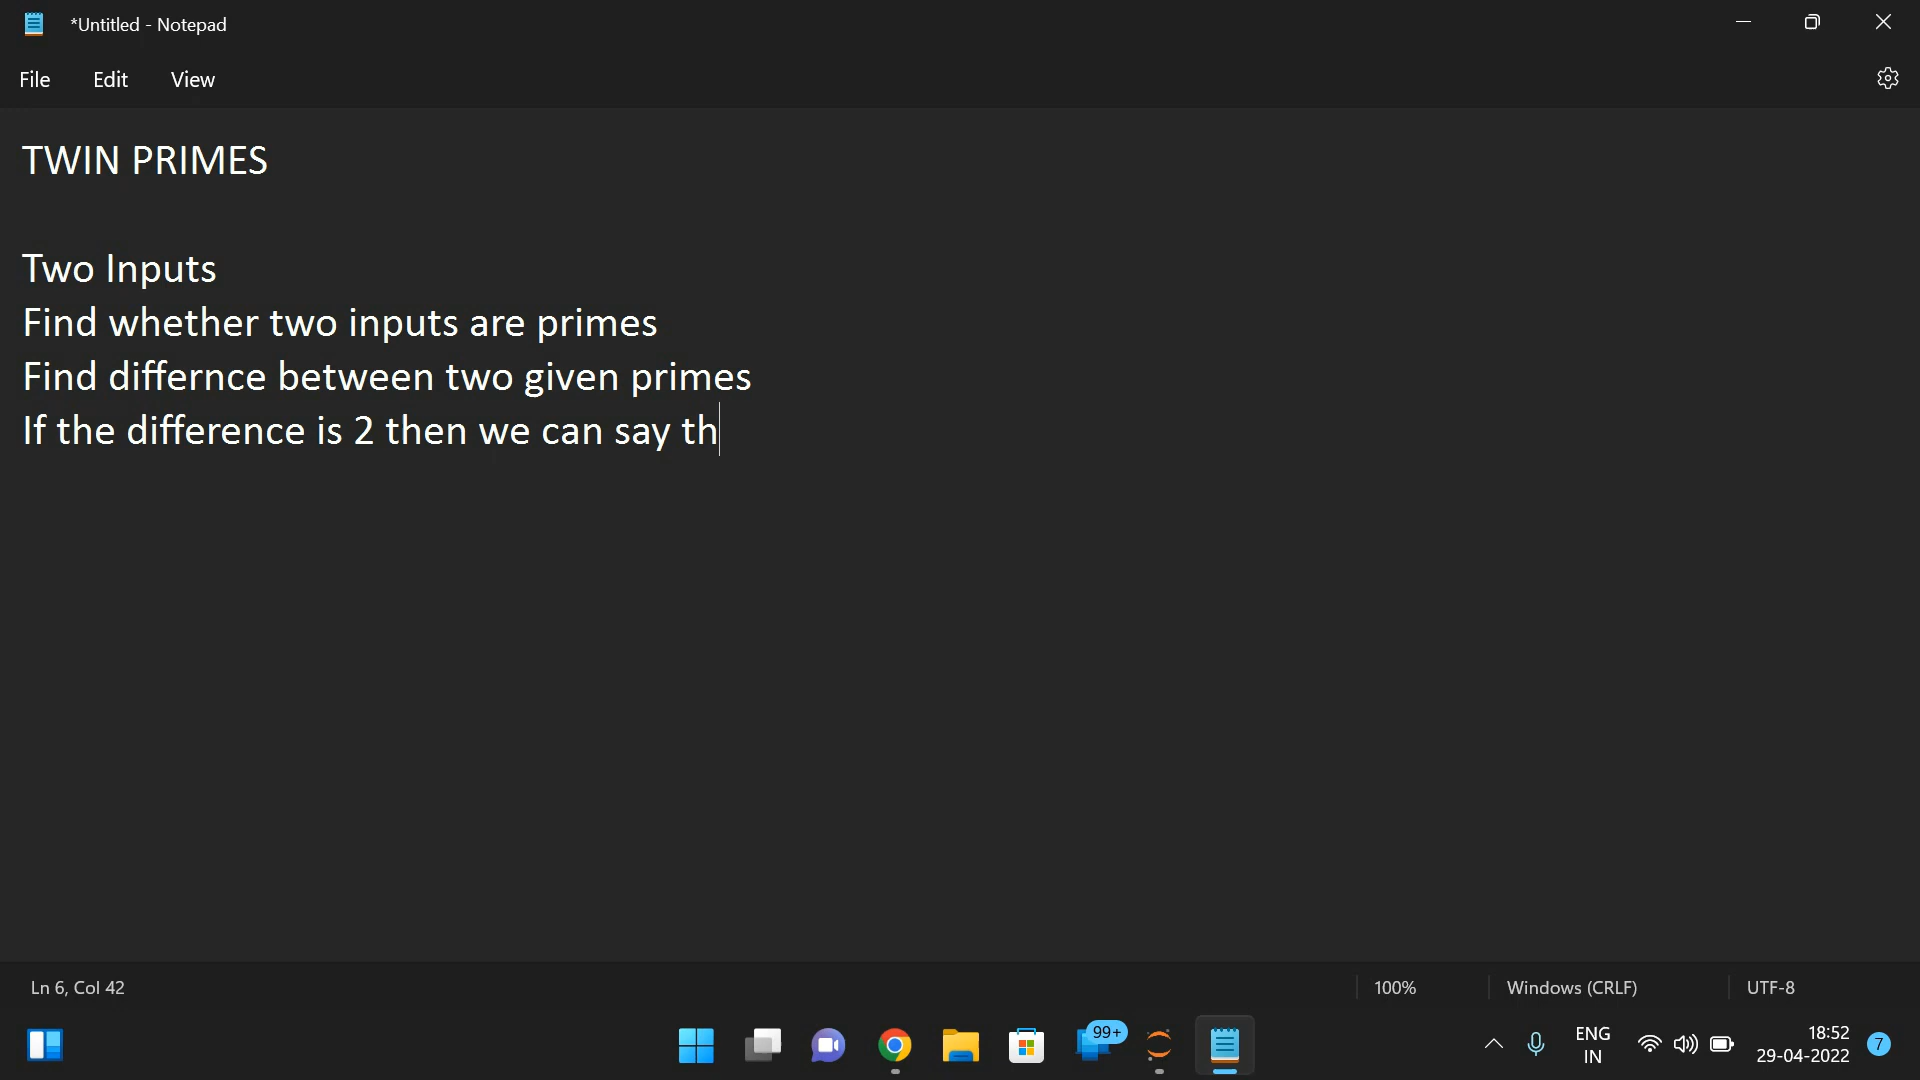 *Untitled - Notepad
File Edit View
TWIN PRIMES
Two Inputs
Find whether two inputs are primes
Find differnce between two given primes
If the difference is 2 then we can say th
Ln 6, Col 42 100% Windows (CRLF) UTF-8
99+
ENG
IN
18:52
29-04-2022
7